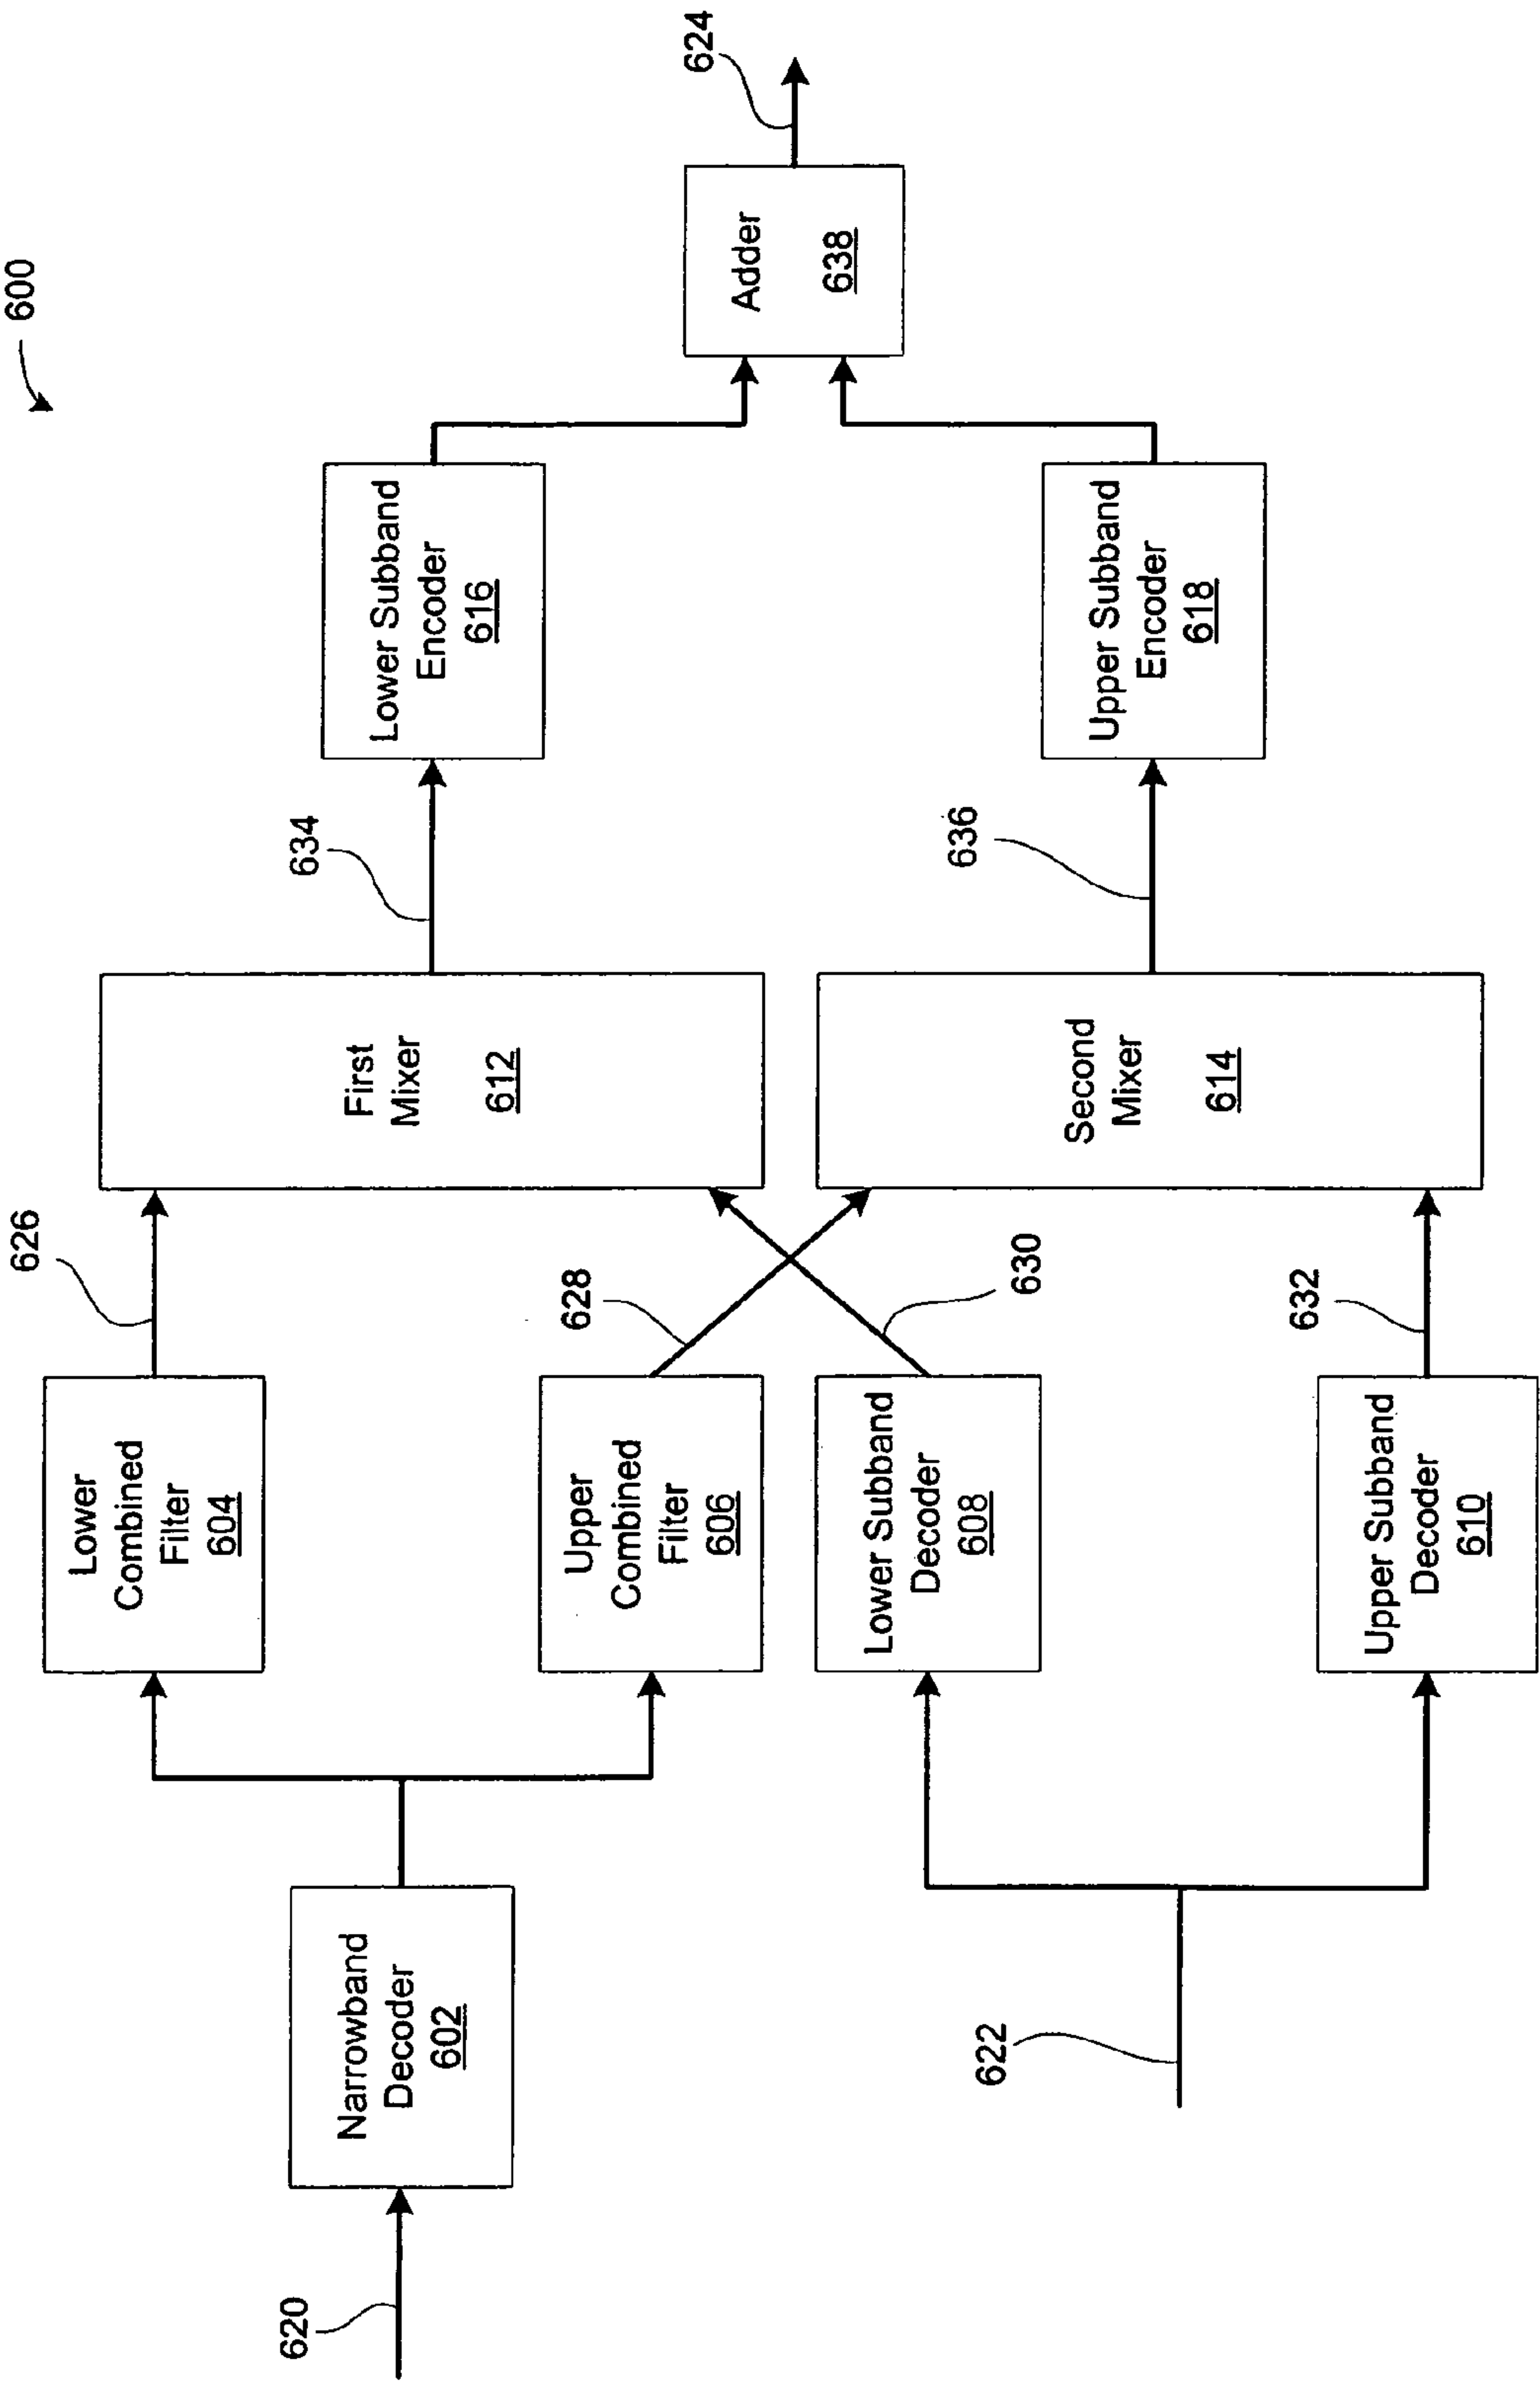 600
620
Narrowband
Decoder
602
Lower
Combined
Filter
604
626
Upper
Combined
Filter
606
628
622
Lower Subband
Decoder
608
630
Upper Subband
Decoder
610
632
First
Mixer
612
Second
Mixer
614
634
636
Lower Subband
Encoder
616
Upper Subband
Encoder
618
Adder
638
624